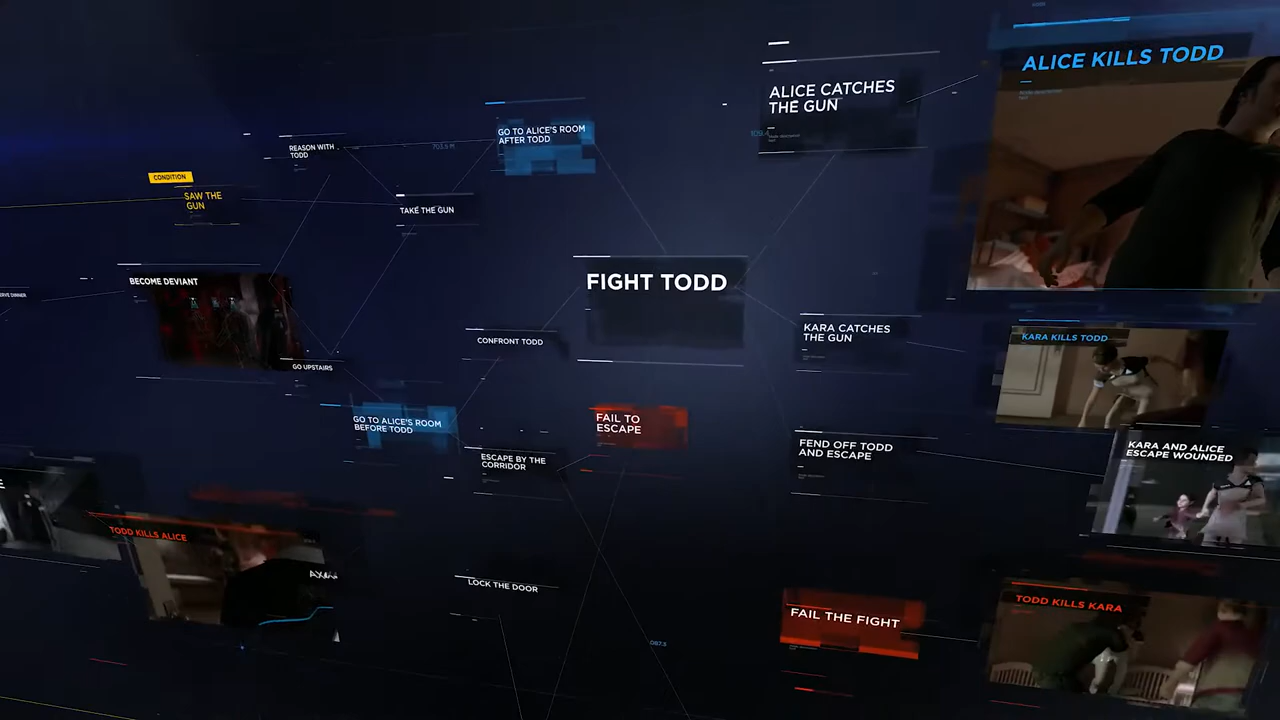 ALICE KILLS TODD
ALICE CATCHES
THE GUN
GO TO ALICE'S ROOM
AFTER TODD
REASON WITH
TODD
CONDITION
SAW THE
GUN
TAKE THE GUN
BECOME DEVIANT
FIGHT TODD
CONFRONT TODD
KARA CATCHES
THE GUN
KARA KILLS TODD
GO UPSTAIRS
GO TO ALICE'S ROOM
BEFORE TODD
FAIL TO
ESCAPE
ESCAPE BY THE
CORRIDOR
FEND OFF TODD
AND ESCAPE
KARA AND ALICE
ESCAPE WOUNDED
TODD KILLS ALICE
LOCK THE DOOR
FAIL THE FIGHT
TODD KILLS KARA